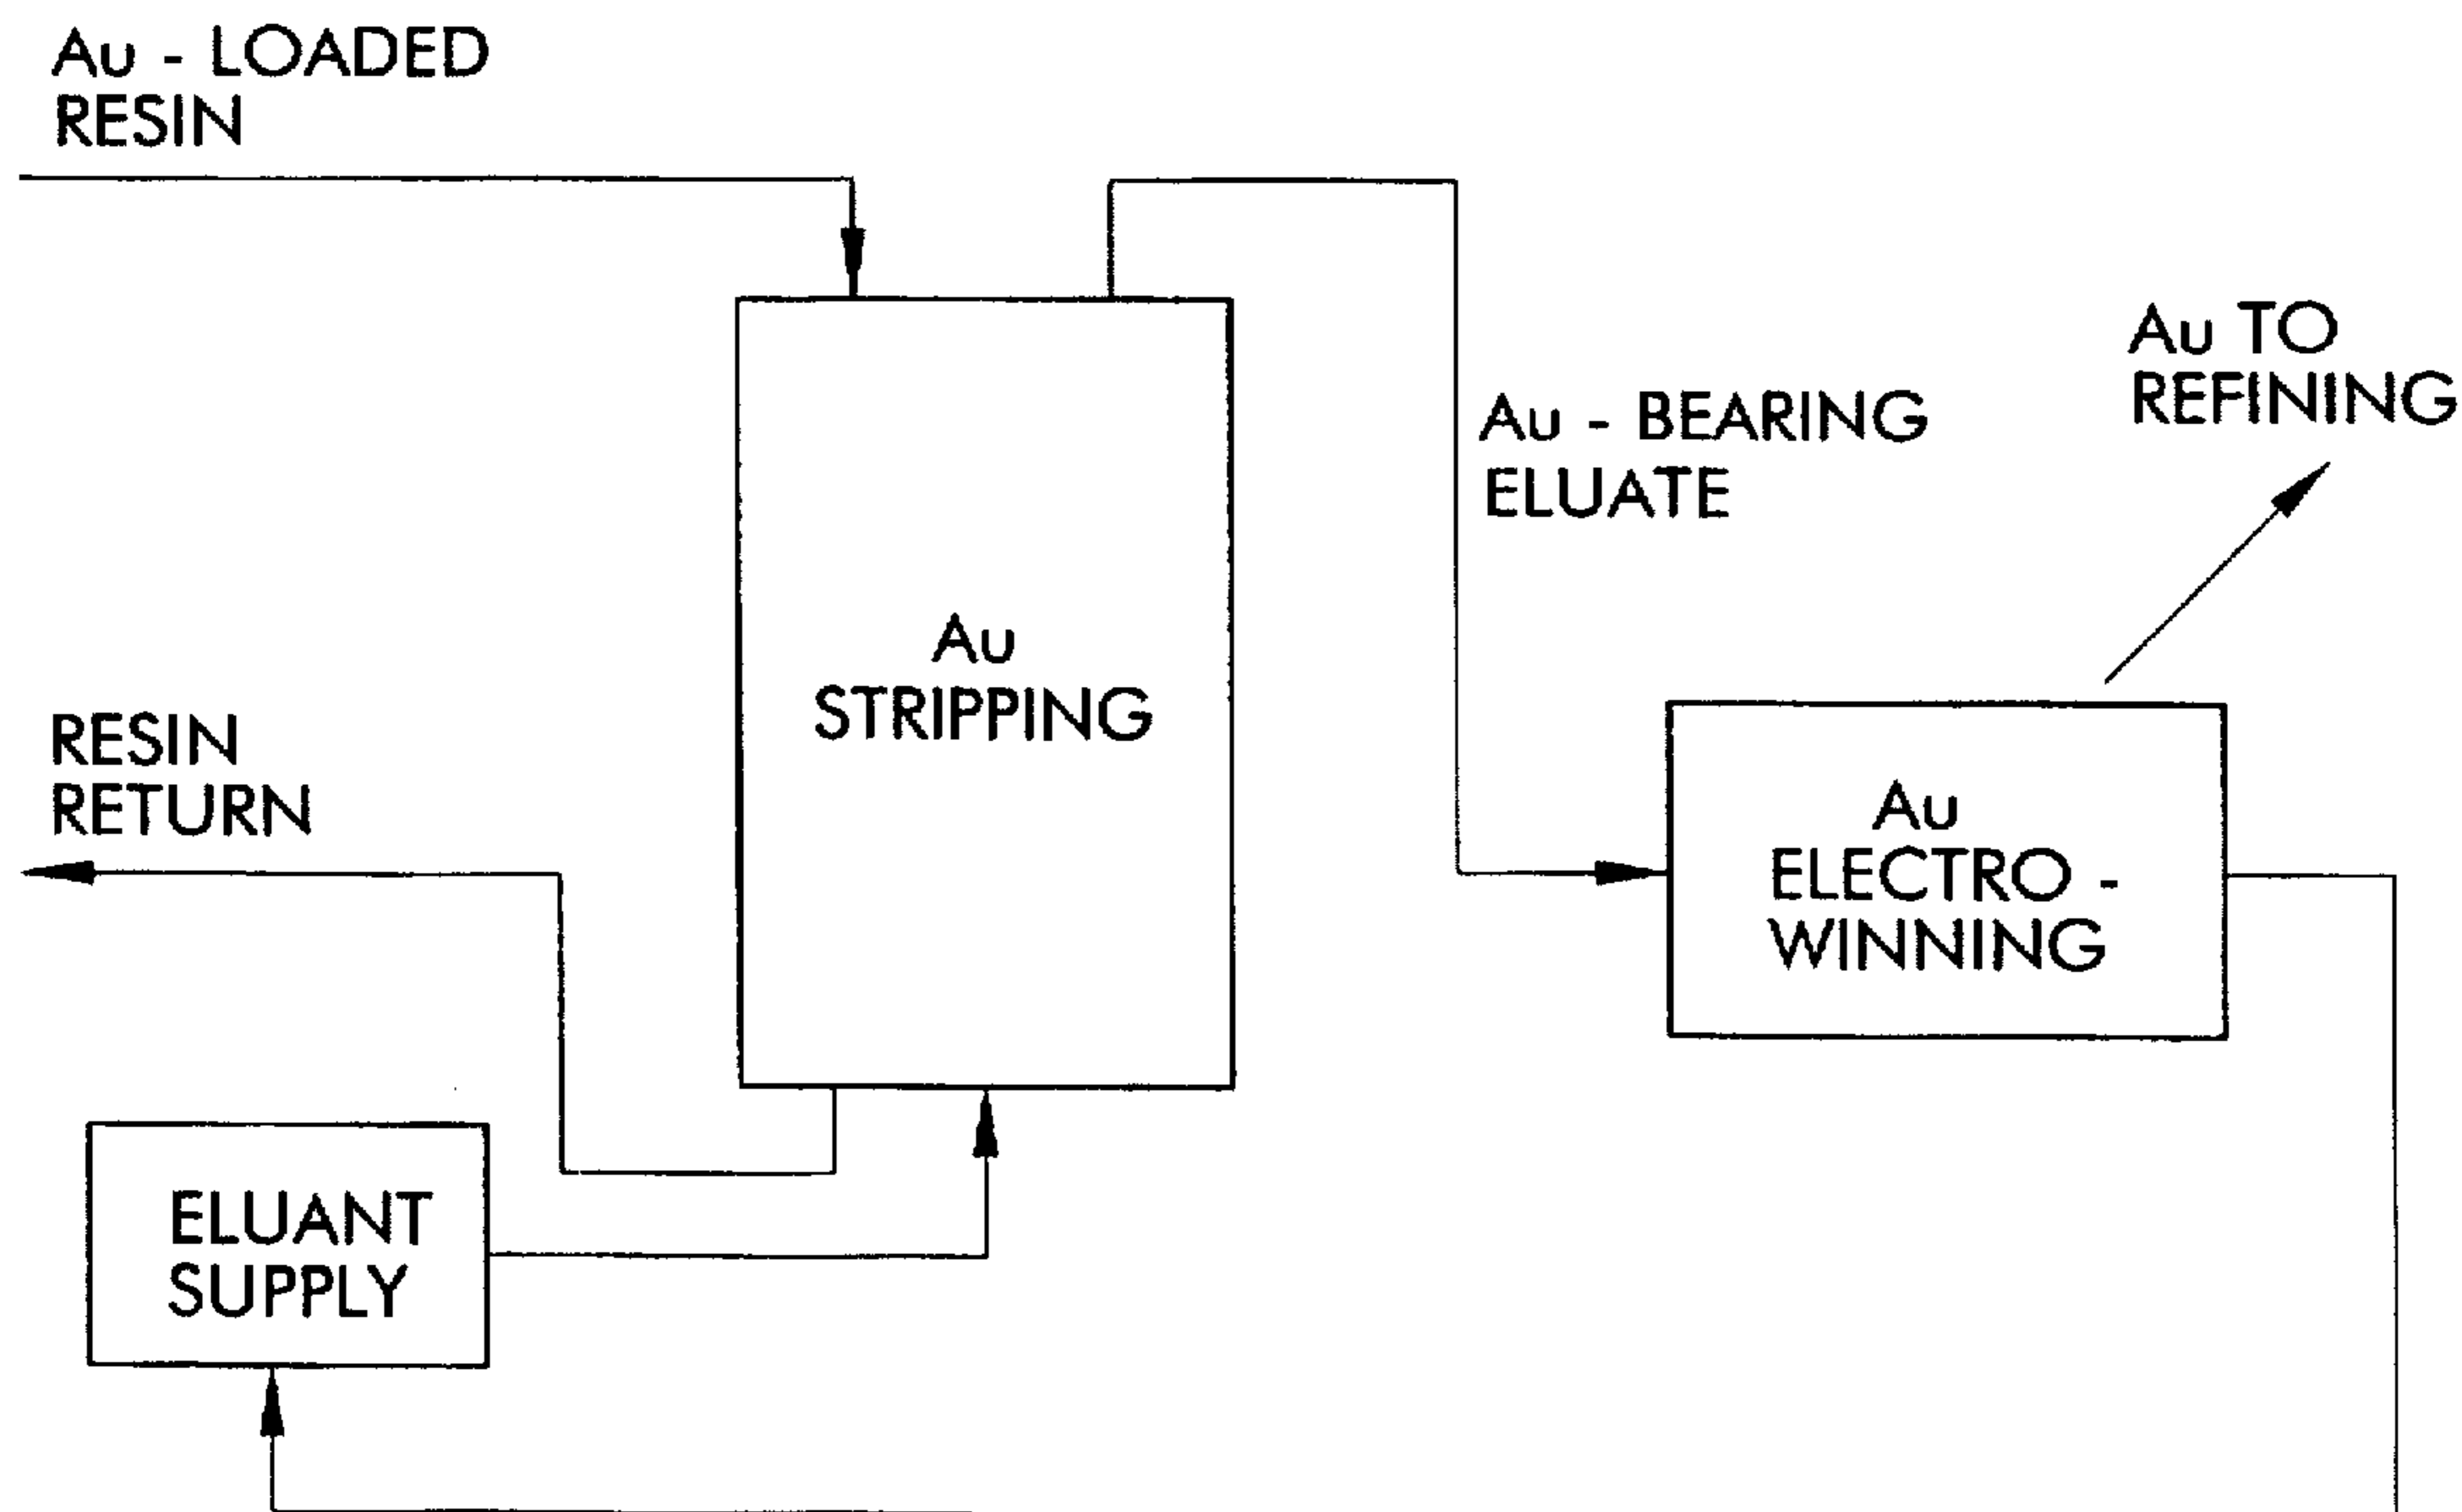 Au - LOADED
RESIN
Au TO
REFINING
Au - BEARING
ELUATE
Au
STRIPPING
RESIN
RETURN
Au
ELECTRO -
WINNING
ELUANT
SUPPLY